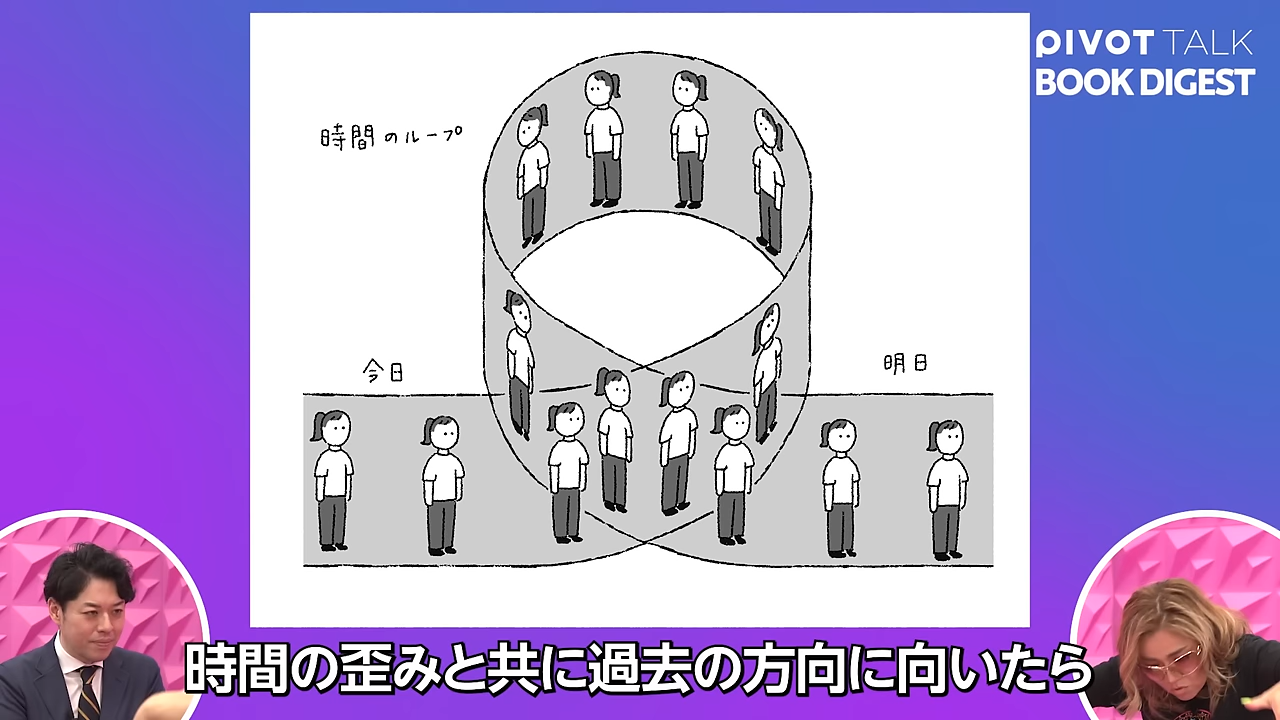 PIVOT TALK
BOOK DIGEST
時間のループ
今日
明日
時間の歪みと共に過去の方向に向いたら